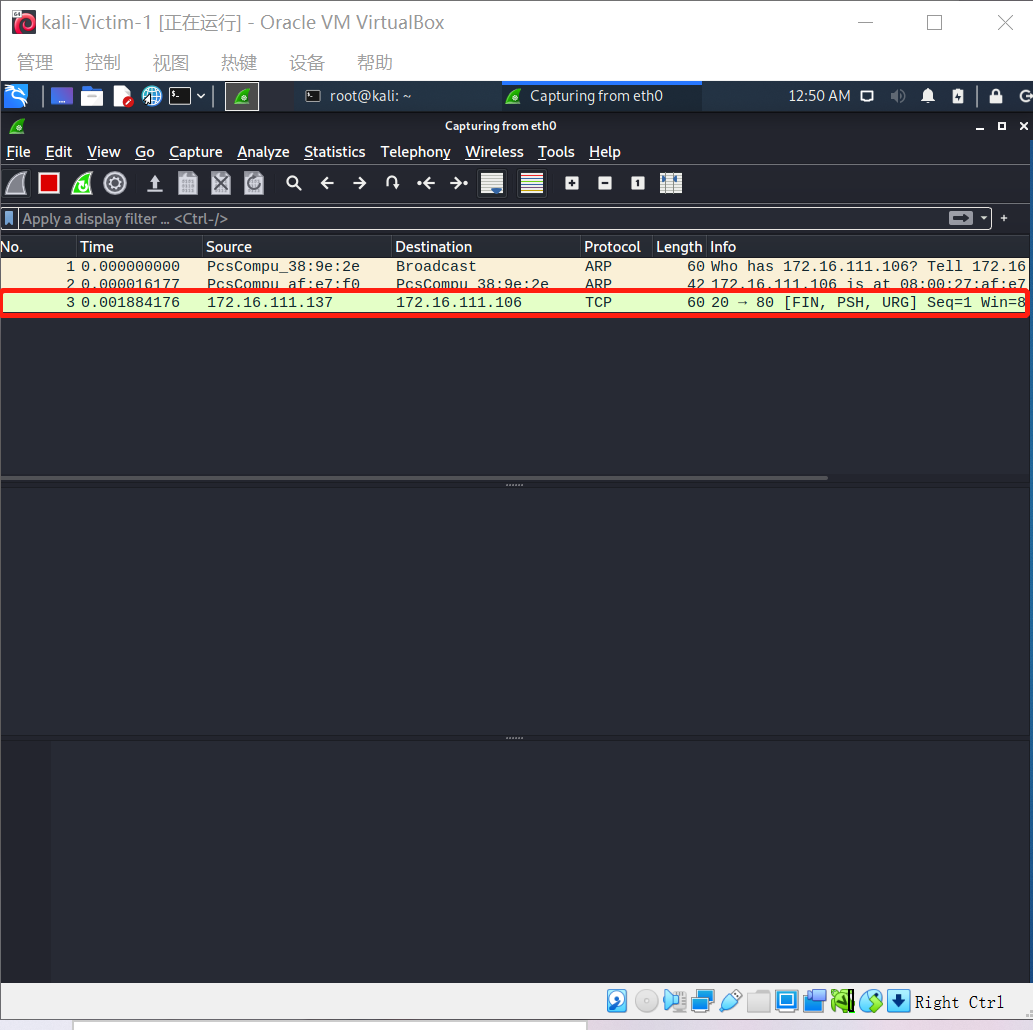 kali-Victim-1 [正在运行] - Oracle VM VirtualBox
管理 控制 视图 热键 设备 帮助
root@kali: ~ Capturing from eth0 12:50 AM
Capturing from eth0
File Edit View Go Capture Analyze Statistics Telephony Wireless Tools Help
Apply a display filter … <Ctrl-/> +
No. Time Source Destination Protocol Length Info
1 0.000000000 PcsCompu_38:9e:2e Broadcast ARP 60 Who has 172.16.111.106? Tell 172.16
2 0.000016177 PcsCompu_af:e7:f0 PcsCompu_38:9e:2e ARP 42 172.16.111.106 is at 08:00:27:af:e7
3 0.001884176 172.16.111.137 172.16.111.106 TCP 60 20 → 80 [FIN, PSH, URG] Seq=1 Win=8
Right Ctrl